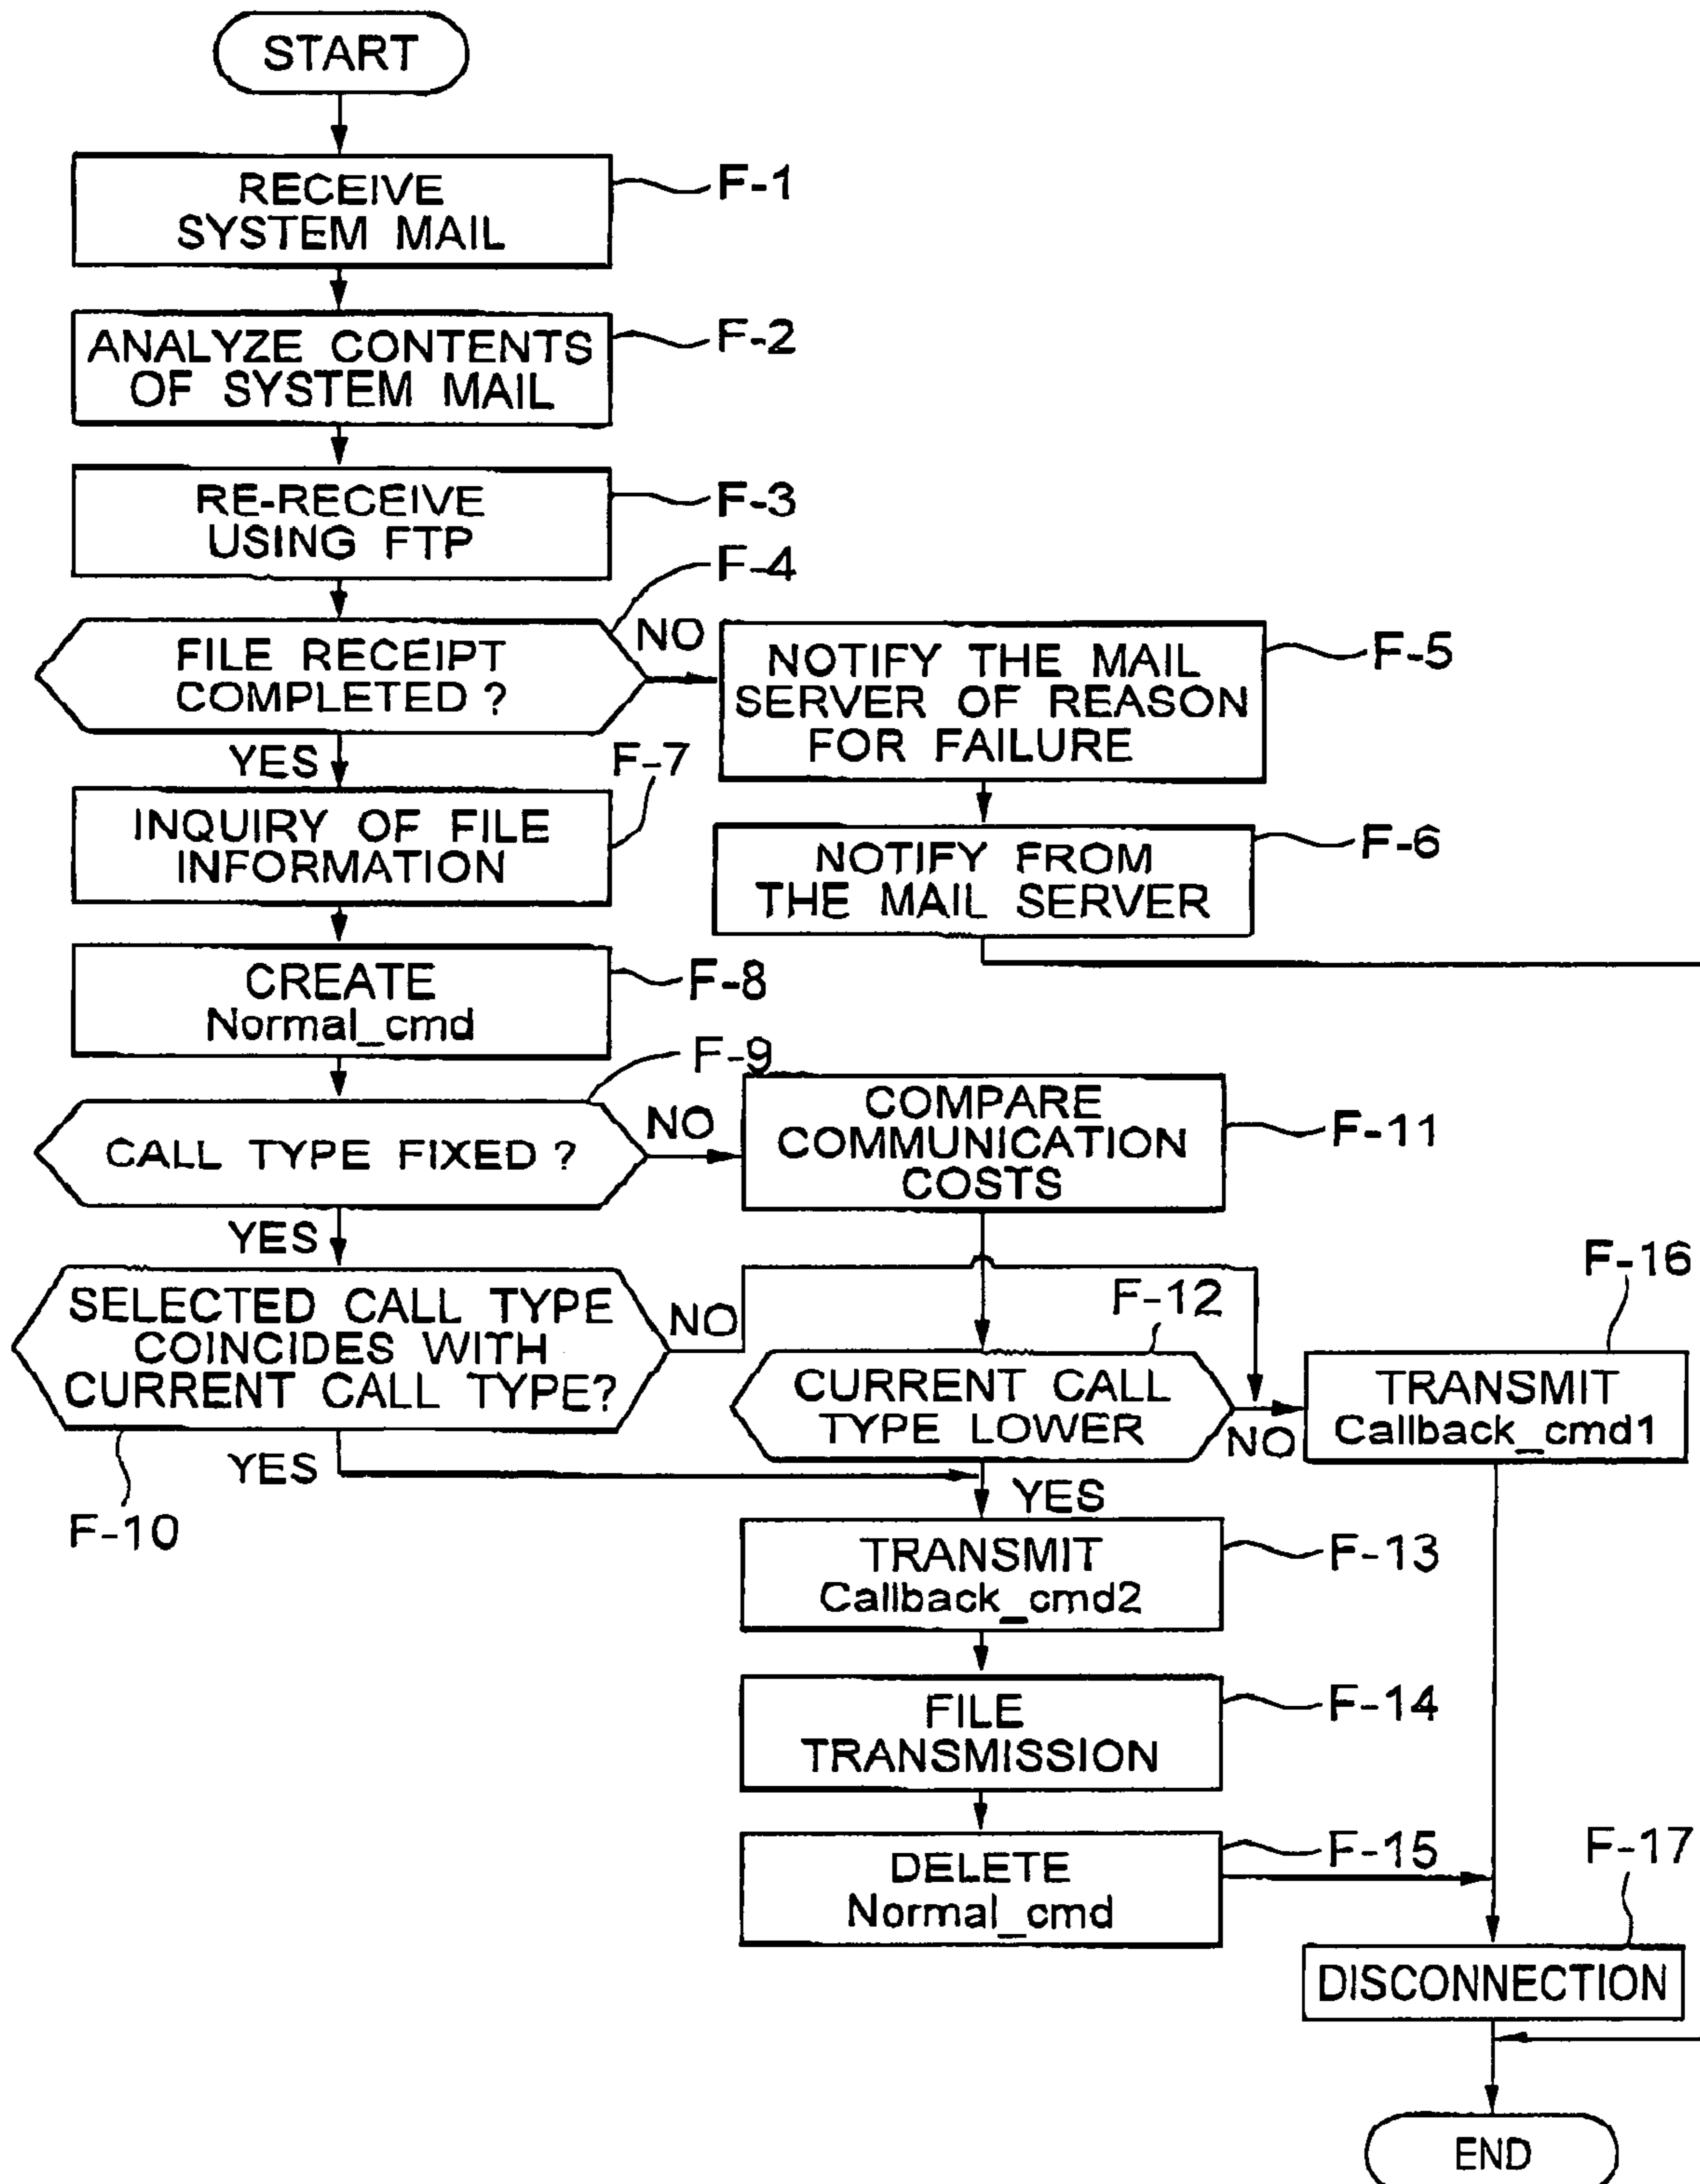 START
RECEIVE
SYSTEM MAIL
F-1
ANALYZE CONTENTS
OF SYSTEM MAIL
F-2
RE-RECEIVE
USING FTP
F-3
FILE RECEIPT
COMPLETED ?
F-4
NO
YES
NOTIFY THE MAIL
SERVER OF REASON
FOR FAILURE
F-5
NOTIFY FROM
THE MAIL SERVER
F-6
INQUIRY OF FILE
INFORMATION
F-7
CREATE
Normal_cmd
F-8
CALL TYPE FIXED ?
F-9
NO
YES
COMPARE
COMMUNICATION
COSTS
F-11
SELECTED CALL TYPE
COINCIDES WITH
CURRENT CALL TYPE?
NO
YES
F-10
CURRENT CALL
TYPE LOWER
F-12
NO
YES
TRANSMIT
Callback_cmd1
F-16
TRANSMIT
Callback_cmd2
F-13
FILE
TRANSMISSION
F-14
DELETE
Normal_cmd
F-15
DISCONNECTION
F-17
END